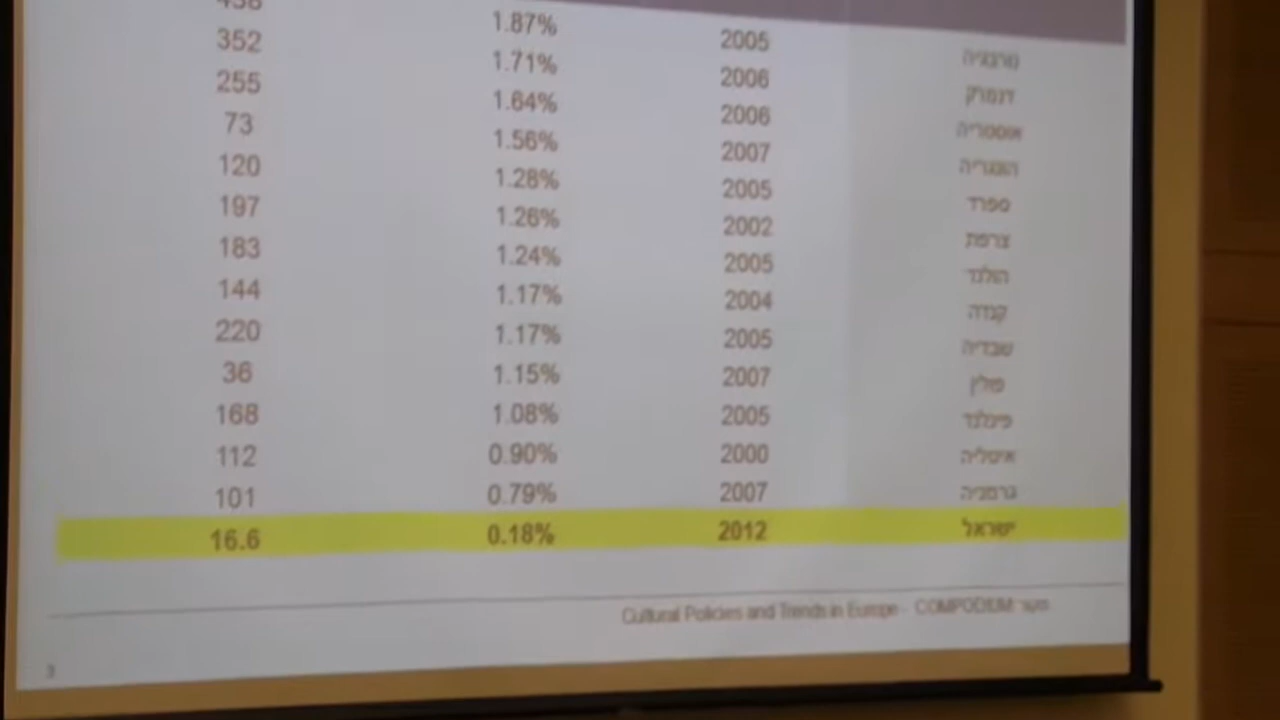 נורבגיה 2005 1.87% 438
דנמרק 2006 1.71% 352
אוסטריה 2006 1.64% 255
הונגריה 2007 1.56% 73
ספרד 2005 1.28% 120
צרפת 2002 1.26% 197
הולנד 2005 1.24% 183
קנדה 2004 1.17% 144
שבדיה 2005 1.17% 220
פולין 2007 1.15% 36
פינלנד 2005 1.08% 168
איטליה 2000 0.90% 112
גרמניה 2007 0.79% 101
ישראל 2012 0.18% 16.6
מקור: COMPODIUM - Cultural Policies and Trends in Europe
3